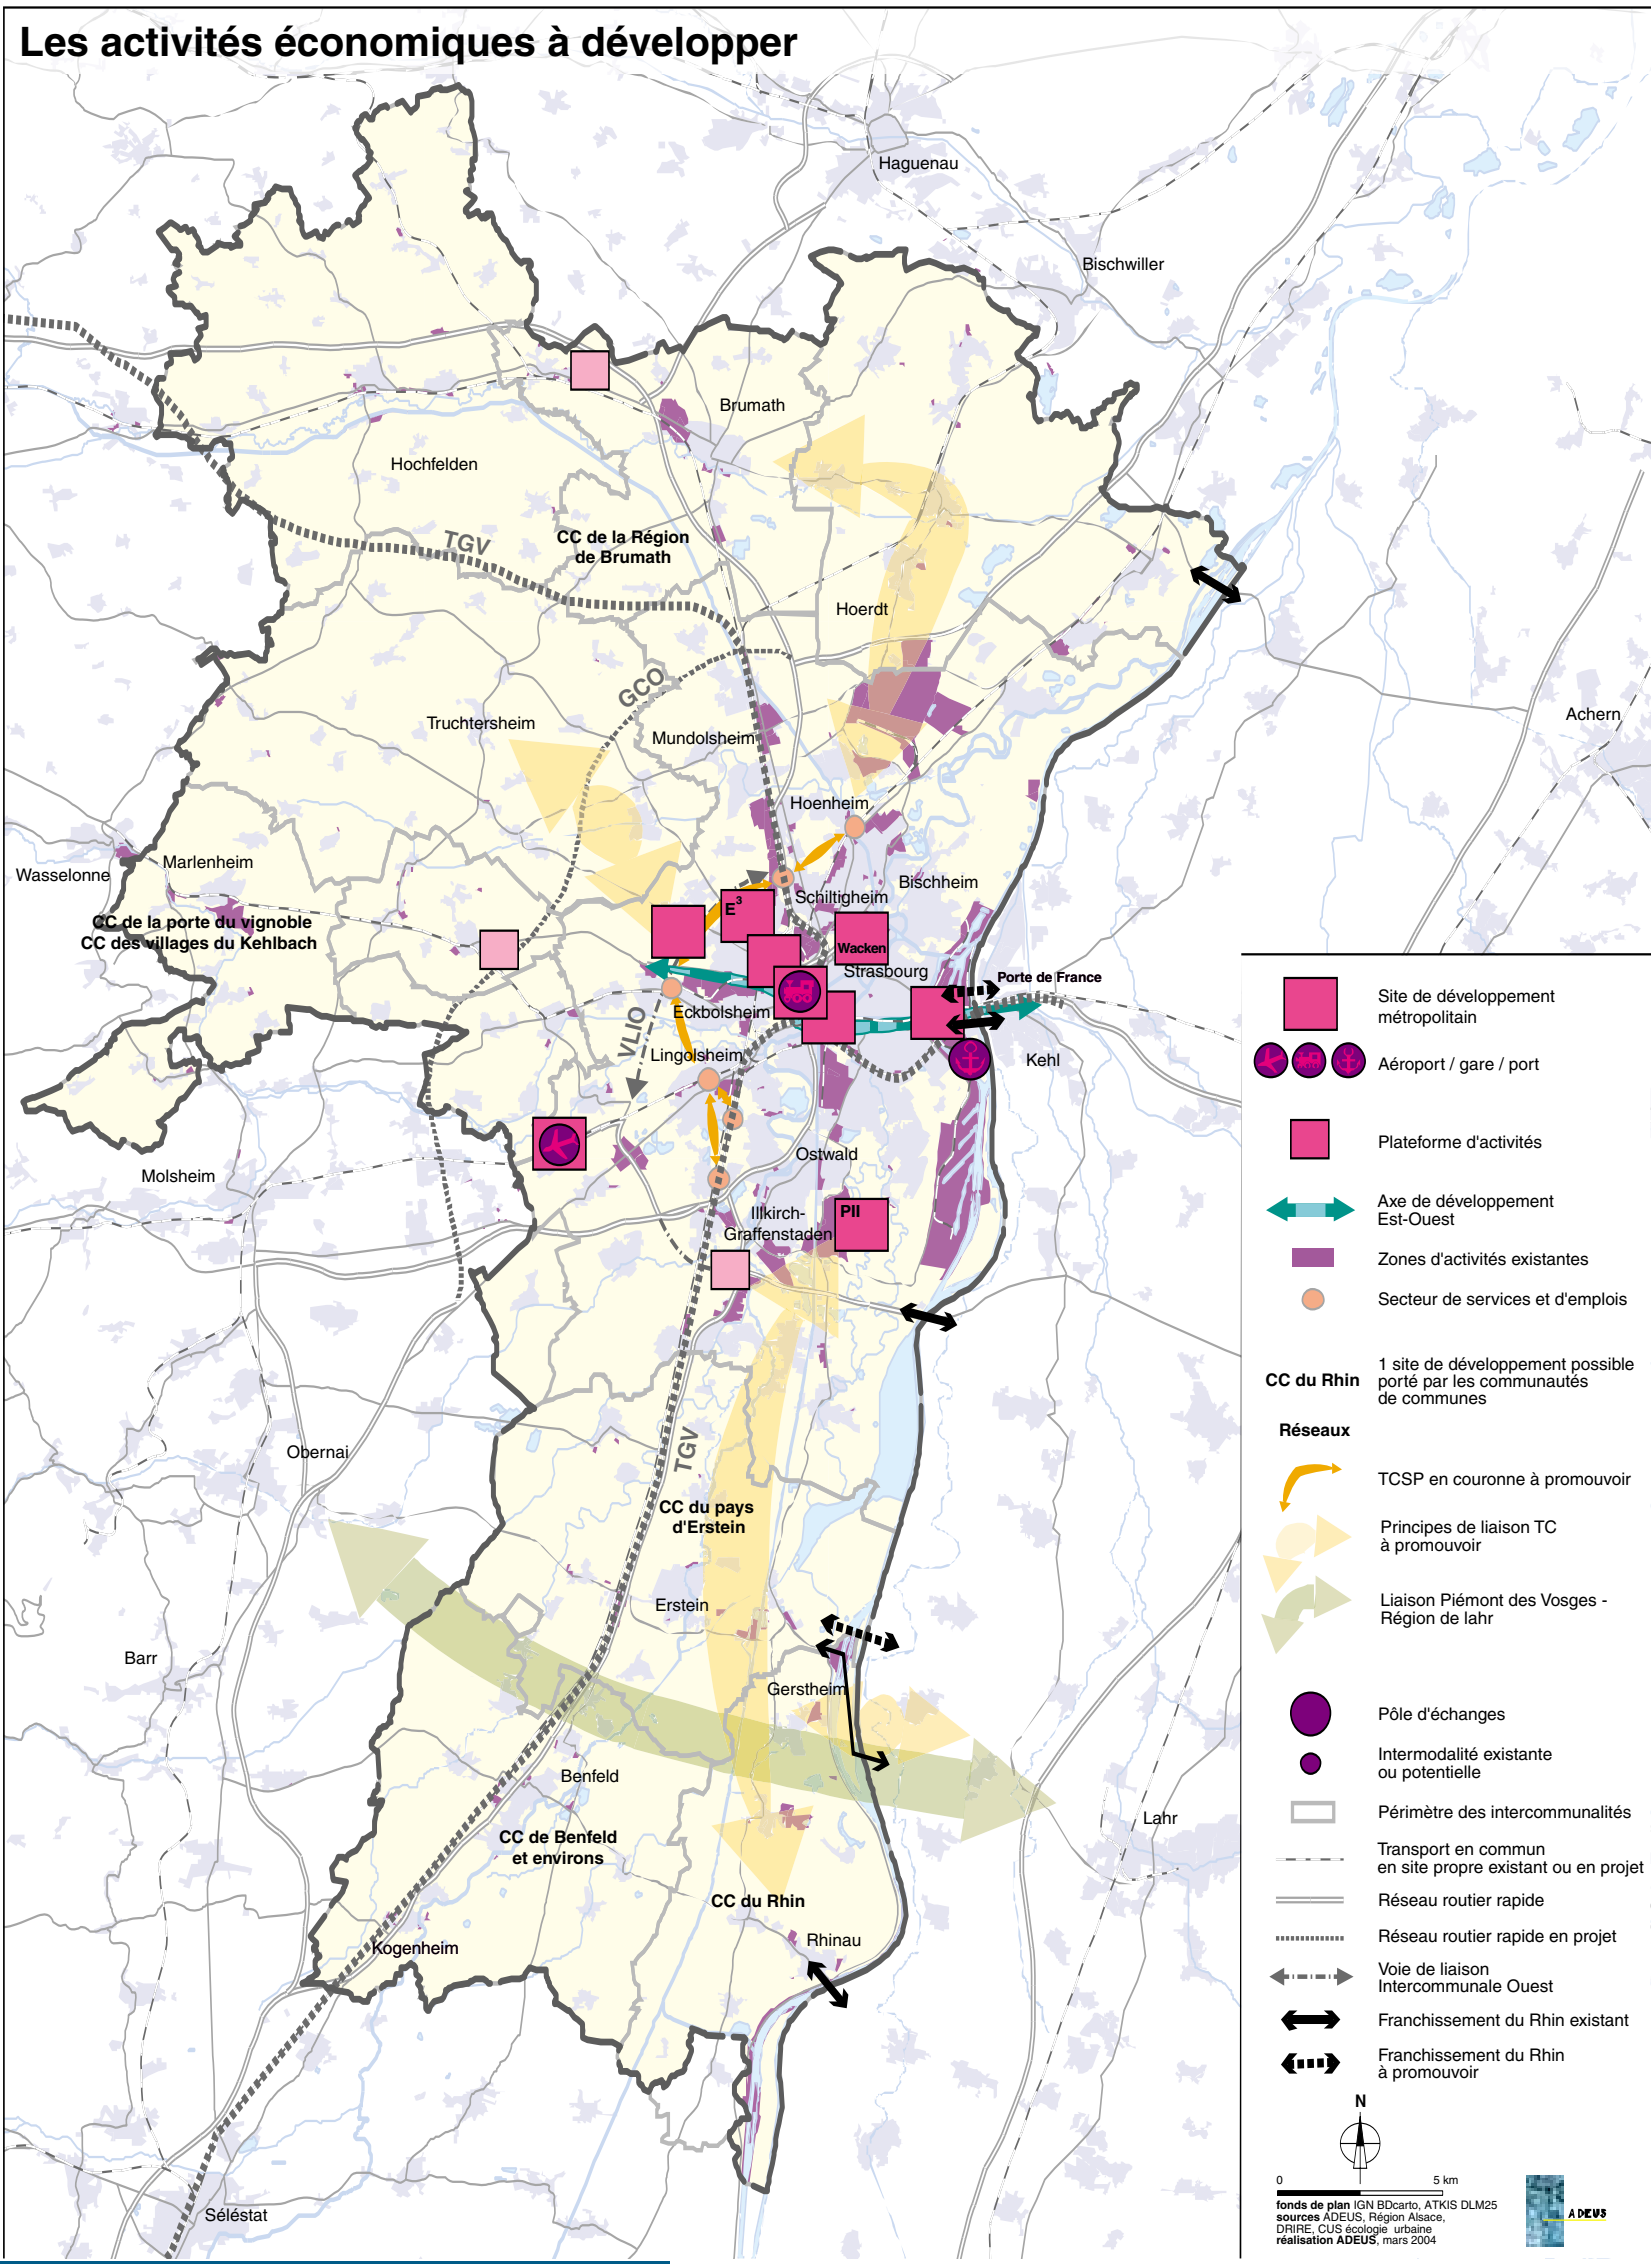 Les activités économiques à développer
Haguenau
Bischwiller
Brumath
Hochfelden
TGV
CC de la Région
de Brumath
Hoerdt
GCO
Truchtersheim
Mundolsheim
Achern
Hoenheim
Marlenheim
Wasselonne
Bischheim
Schiltigheim
E³
CC de la porte du vignoble
CC des villages du Kehlbach
Wacken
Strasbourg
Porte de France
Eckbolsheim
VLIO
Lingolsheim
Kehl
Ostwald
Molsheim
PII
Illkirch-
Graffenstaden
Obernai
TGV
CC du pays
d'Erstein
Erstein
Barr
Gerstheim
Benfeld
Lahr
CC de Benfeld
et environs
CC du Rhin
Rhinau
Kogenheim
Séléstat
Site de développement
métropolitain
Aéroport / gare / port
Plateforme d'activités
Axe de développement
Est-Ouest
Zones d'activités existantes
Secteur de services et d'emplois
CC du Rhin
1 site de développement possible
porté par les communautés
de communes
Réseaux
TCSP en couronne à promouvoir
Principes de liaison TC
à promouvoir
Liaison Piémont des Vosges -
Région de lahr
Pôle d'échanges
Intermodalité existante
ou potentielle
Périmètre des intercommunalités
Transport en commun
en site propre existant ou en projet
Réseau routier rapide
Réseau routier rapide en projet
Voie de liaison
Intercommunale Ouest
Franchissement du Rhin existant
Franchissement du Rhin
à promouvoir
N
0 5 km
fonds de plan IGN BDcarto, ATKIS DLM25
sources ADEUS, Région Alsace,
DRIRE, CUS écologie urbaine
réalisation ADEUS, mars 2004
ADEUS